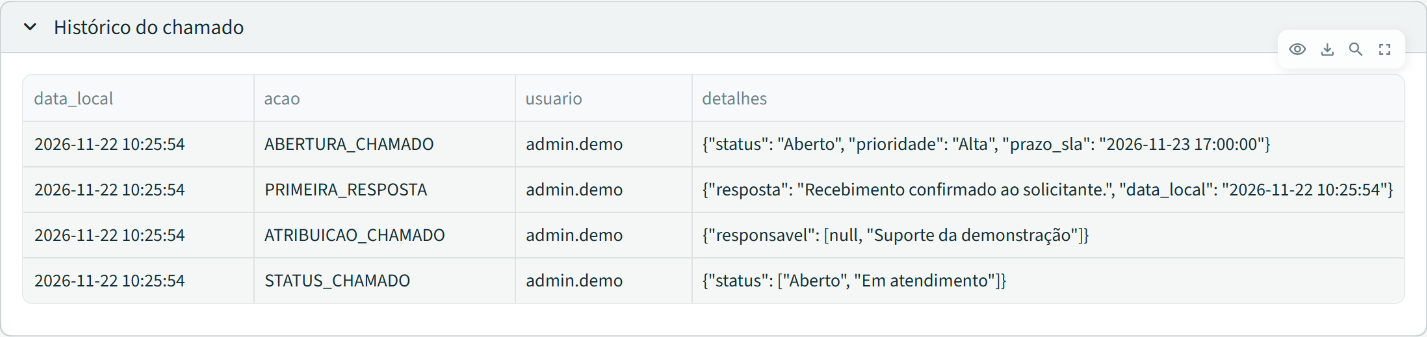 Histórico do chamado
data_local acao usuario detalhes
2026-11-22 10:25:54 ABERTURA_CHAMADO admin.demo {"status": "Aberto", "prioridade": "Alta", "prazo_sla": "2026-11-23 17:00:00"}
2026-11-22 10:25:54 PRIMEIRA_RESPOSTA admin.demo {"resposta": "Recebimento confirmado ao solicitante.", "data_local": "2026-11-22 10:25:54"}
2026-11-22 10:25:54 ATRIBUICAO_CHAMADO admin.demo {"responsavel": [null, "Suporte da demonstração"]}
2026-11-22 10:25:54 STATUS_CHAMADO admin.demo {"status": ["Aberto", "Em atendimento"]}